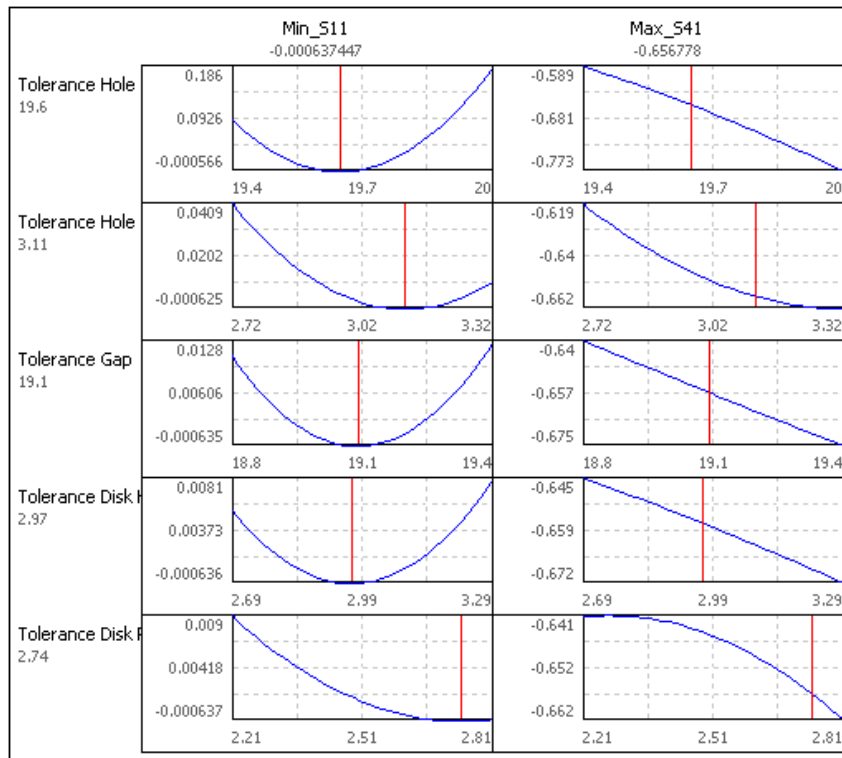 Min_S11 Max_S41
-0.000637447 -0.656778
Tolerance Hole
19.6
0.186
0.0926
-0.000566
19.4 19.7 20
-0.589
-0.681
-0.773
19.4 19.7 20
Tolerance Hole
3.11
0.0409
0.0202
-0.000625
2.72 3.02 3.32
-0.619
-0.64
-0.662
2.72 3.02 3.32
Tolerance Gap
19.1
0.0128
0.00606
-0.000635
18.8 19.1 19.4
-0.64
-0.657
-0.675
18.8 19.1 19.4
Tolerance Disk
2.97
0.0081
0.00373
-0.000636
2.69 2.99 3.29
-0.645
-0.659
-0.672
2.69 2.99 3.29
Tolerance Disk
2.74
0.009
0.00418
-0.000637
2.21 2.51 2.81
-0.641
-0.652
-0.662
2.21 2.51 2.81